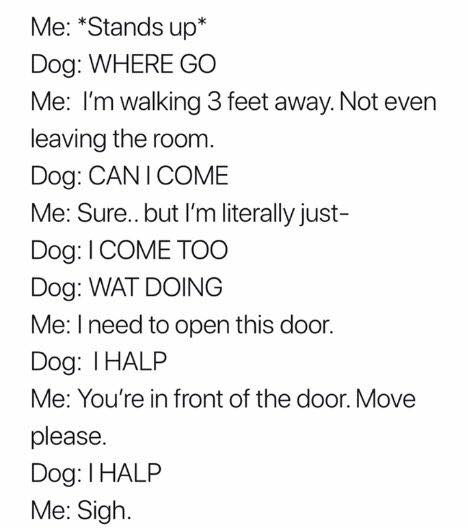 Me: *Stands up*
Dog: WHERE GO
Me:  I'm walking 3 feet away. Not even
leaving the room.
Dog: CAN I COME
Me: Sure.. but I'm literally just-
Dog: I COME TOO
Dog: WAT DOING
Me: I need to open this door.
Dog:  I HALP
Me: You're in front of the door. Move
please.
Dog: I HALP
Me: Sigh.